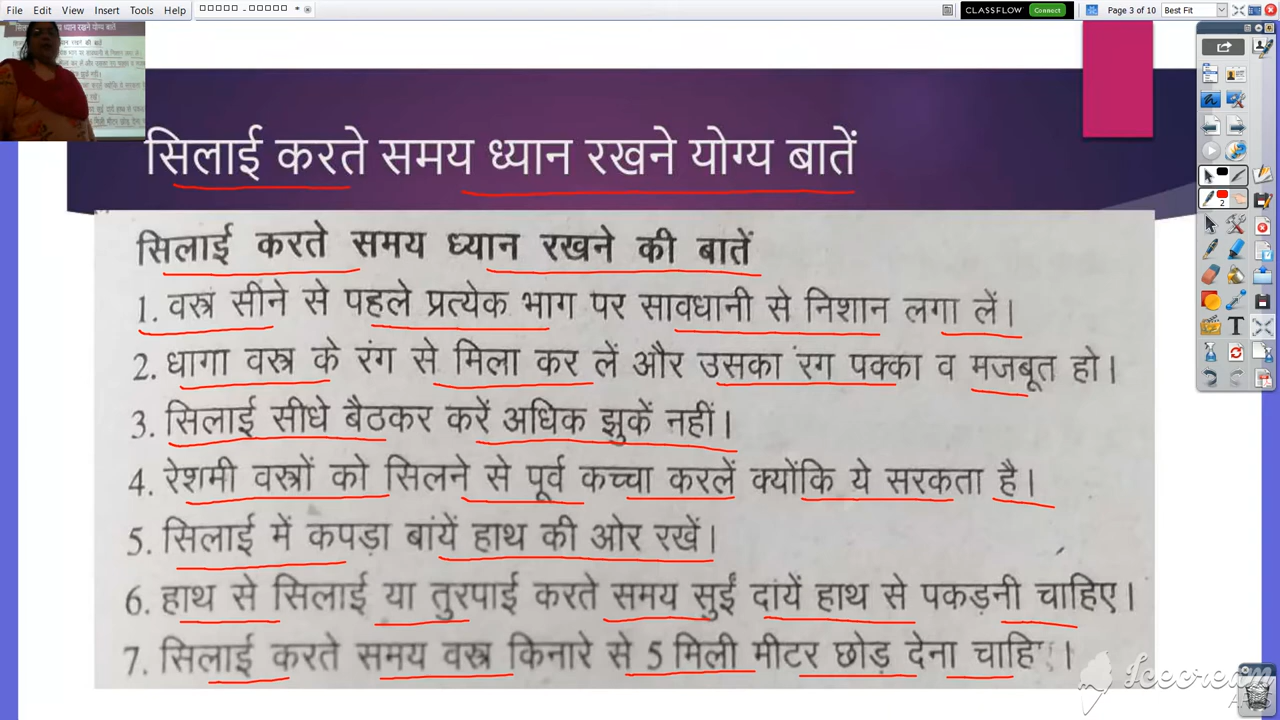 File Edit View Insert Tools Help
CLASSFLOW Connect
Page 3 of 10 Best Fit
सिलाई करते समय ध्यान रखने योग्य बातें
सिलाई करते समय ध्यान रखने की बातें
1. वस्त्र सीने से पहले प्रत्येक भाग पर सावधानी से निशान लगा लें।
2. धागा वस्त्र के रंग से मिला कर लें और उसका रंग पक्का व मजबूत हो।
3. सिलाई सीधे बैठकर करें अधिक झुकें नहीं।
4. रेशमी वस्त्रों को सिलने से पूर्व कच्चा करलें क्योंकि ये सरकता है।
5. सिलाई में कपड़ा बांयें हाथ की ओर रखें।
6. हाथ से सिलाई या तुरपाई करते समय सुईं दांयें हाथ से पकड़नी चाहिए।
7. सिलाई करते समय वस्त्र किनारे से 5 मिली मीटर छोड़ देना
2
T
Icecream
APPS